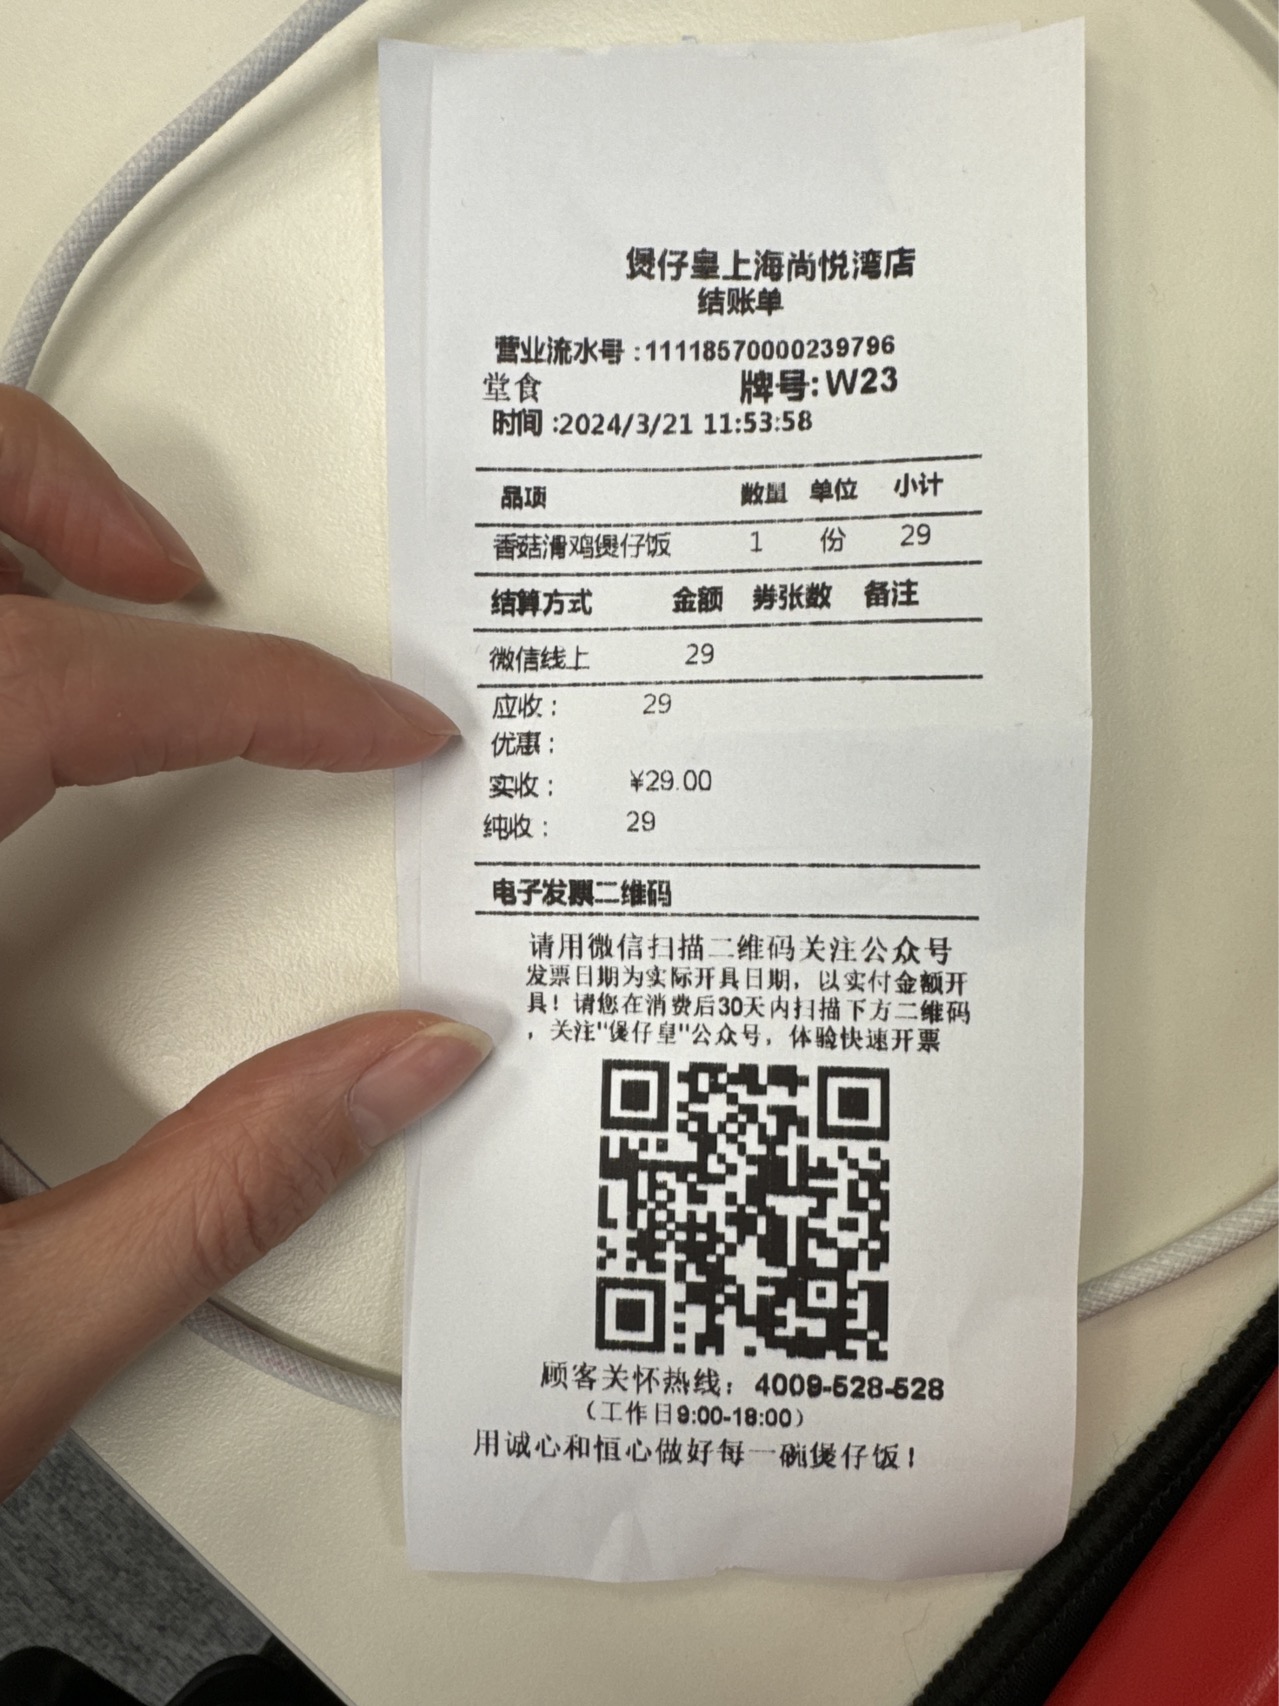 煲仔皇上海尚悦湾店
结账单
营业流水号:11118570000239796
堂食 牌号:W23
时间:2024/3/21 11:53:58
品项 数量 单位 小计
香菇滑鸡煲仔饭 1 份 29
结算方式 金额 券张数 备注
微信线上 29
应收: 29
优惠:
实收: ¥29.00
纯收: 29
电子发票二维码
请用微信扫描二维码关注公众号
发票日期为实际开具日期，以实付金额开
具！请您在消费后30天内扫描下方二维码
，关注"煲仔皇"公众号，体验快速开票
顾客关怀热线：4009-528-528
（工作日9:00-18:00）
用诚心和恒心做好每一碗煲仔饭！